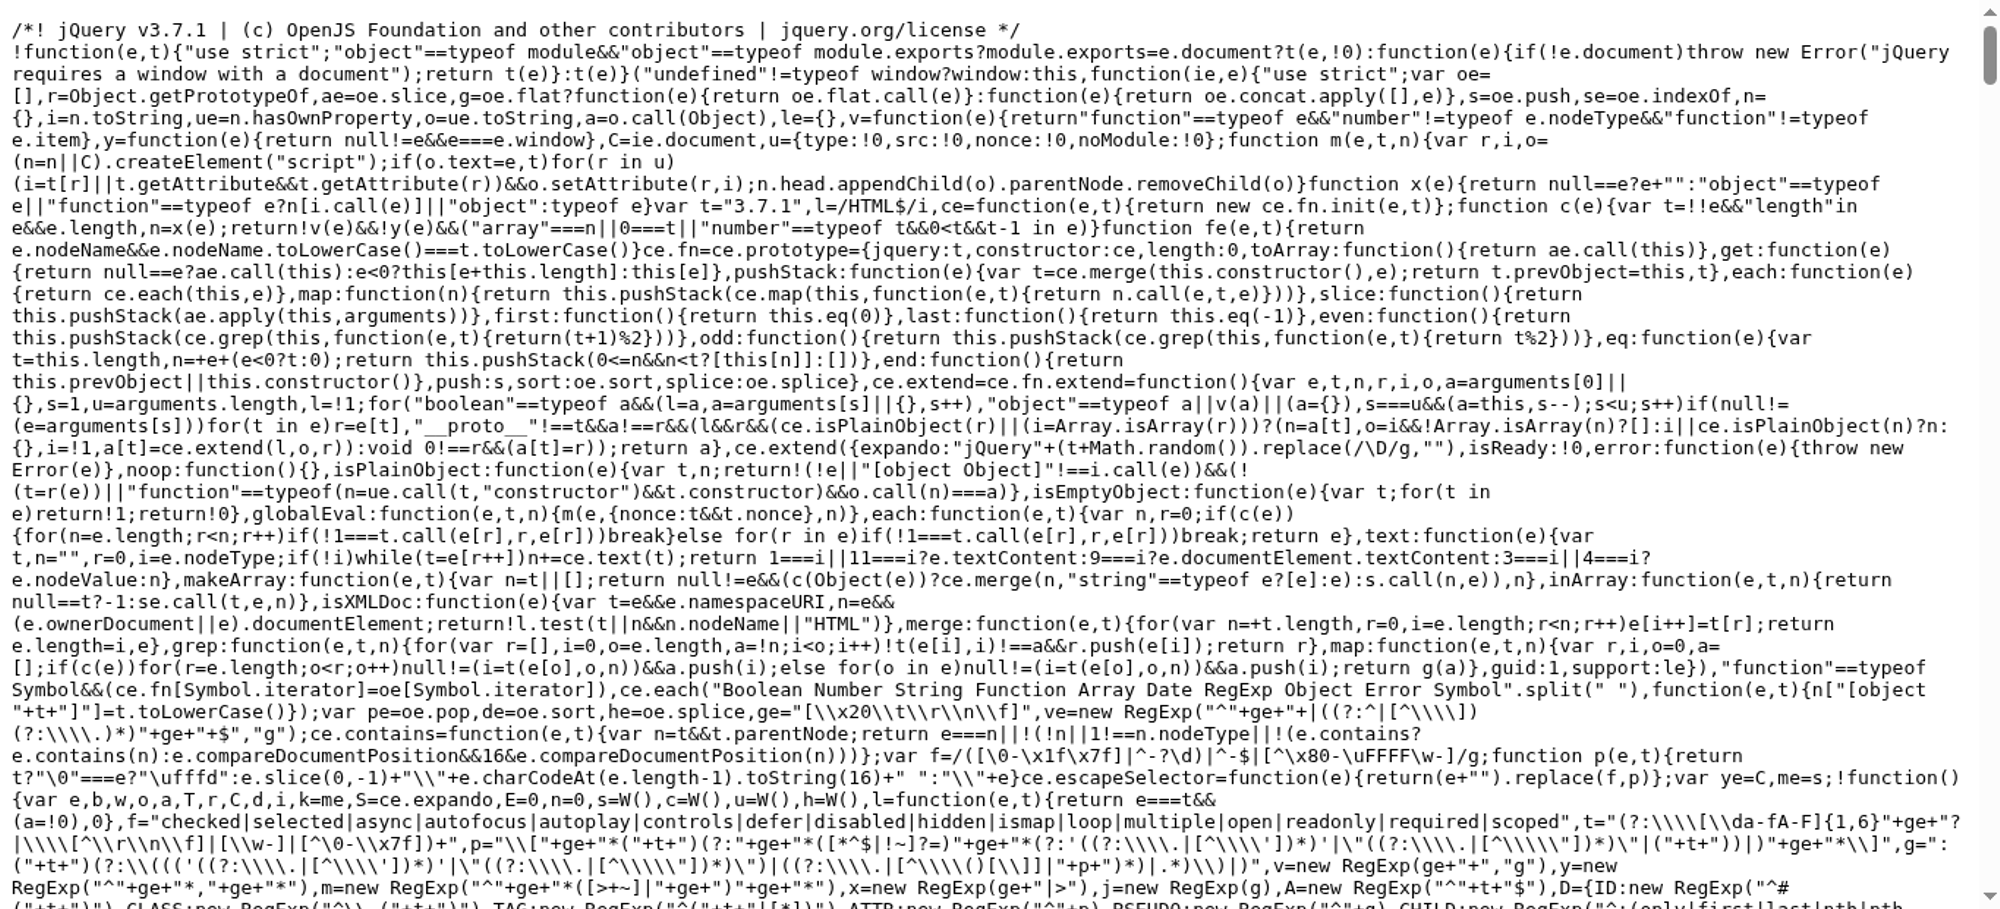 /*! jQuery v3.7.1 | (c) OpenJS Foundation and other contributors | jquery.org/license */
!function(e,t){"use strict";"object"==typeof module&&"object"==typeof module.exports?module.exports=e.document?t(e,!0):function(e){if(!e.document)throw new Error("jQuery
requires a window with a document");return t(e)}:t(e)}("undefined"!=typeof window?window:this,function(ie,e){"use strict";var oe=
[],r=Object.getPrototypeOf,ae=oe.slice,g=oe.flat?function(e){return oe.flat.call(e)}:function(e){return oe.concat.apply([],e)},s=oe.push,se=oe.indexOf,n=
{},i=n.toString,ue=n.hasOwnProperty,o=ue.toString,a=o.call(Object),le={},v=function(e){return"function"==typeof e&&"number"!=typeof e.nodeType&&"function"!=typeof
e.item},y=function(e){return null!=e&&e===e.window},C=ie.document,u={type:!0,src:!0,nonce:!0,noModule:!0};function m(e,t,n){var r,i,o=
(n=n||C).createElement("script");if(o.text=e,t)for(r in u)
(i=t[r]||t.getAttribute&&t.getAttribute(r))&&o.setAttribute(r,i);n.head.appendChild(o).parentNode.removeChild(o)}function x(e){return null==e?e+"":"object"==typeof
e||"function"==typeof e?n[i.call(e)]||"object":typeof e}var t="3.7.1",l=/HTML$/i,ce=function(e,t){return new ce.fn.init(e,t)};function c(e){var t=!!e&&"length"in
e&&e.length,n=x(e);return!v(e)&&!y(e)&&("array"===n||0===t||"number"==typeof t&&0<t&&t-1 in e)}function fe(e,t){return
e.nodeName&&e.nodeName.toLowerCase()===t.toLowerCase()}ce.fn=ce.prototype={jquery:t,constructor:ce,length:0,toArray:function(){return ae.call(this)},get:function(e)
{return null==e?ae.call(this):e<0?this[e+this.length]:this[e]},pushStack:function(e){var t=ce.merge(this.constructor(),e);return t.prevObject=this,t},each:function(e)
{return ce.each(this,e)},map:function(n){return this.pushStack(ce.map(this,function(e,t){return n.call(e,t,e)}))},slice:function(){return
this.pushStack(ae.apply(this,arguments))},first:function(){return this.eq(0)},last:function(){return this.eq(-1)},even:function(){return
this.pushStack(ce.grep(this,function(e,t){return(t+1)%2}))},odd:function(){return this.pushStack(ce.grep(this,function(e,t){return t%2}))},eq:function(e){var
t=this.length,n=+e+(e<0?t:0);return this.pushStack(0<=n&&n<t?[this[n]]:[])},end:function(){return
this.prevObject||this.constructor()},push:s,sort:oe.sort,splice:oe.splice},ce.extend=ce.fn.extend=function(){var e,t,n,r,i,o,a=arguments[0]||
{},s=1,u=arguments.length,l=!1;for("boolean"==typeof a&&(l=a,a=arguments[s]||{},s++),"object"==typeof a||v(a)||(a={}),s===u&&(a=this,s--);s<u;s++)if(null!=
(e=arguments[s]))for(t in e)r=e[t],"__proto__"!==t&&a!==r&&(l&&r&&(ce.isPlainObject(r)||(i=Array.isArray(r)))?(n=a[t],o=i&&!Array.isArray(n)?[]:i||ce.isPlainObject(n)?n:
{},i=!1,a[t]=ce.extend(l,o,r)):void 0!==r&&(a[t]=r));return a},ce.extend({expando:"jQuery"+(t+Math.random()).replace(/\D/g,""),isReady:!0,error:function(e){throw new
Error(e)},noop:function(){},isPlainObject:function(e){var t,n;return!(!e||"[object Object]"!==i.call(e))&&(!
(t=r(e))||"function"==typeof(n=ue.call(t,"constructor")&&t.constructor)&&o.call(n)===a)},isEmptyObject:function(e){var t;for(t in
e)return!1;return!0},globalEval:function(e,t,n){m(e,{nonce:t&&t.nonce},n)},each:function(e,t){var n,r=0;if(c(e))
{for(n=e.length;r<n;r++)if(!1===t.call(e[r],r,e[r]))break}else for(r in e)if(!1===t.call(e[r],r,e[r]))break;return e},text:function(e){var
t,n="",r=0,i=e.nodeType;if(!i)while(t=e[r++])n+=ce.text(t);return 1===i||11===i?e.textContent:9===i?e.documentElement.textContent:3===i||4===i?
e.nodeValue:n},makeArray:function(e,t){var n=t||[];return null!=e&&(c(Object(e))?ce.merge(n,"string"==typeof e?[e]:e):s.call(n,e)),n},inArray:function(e,t,n){return
null==t?-1:se.call(t,e,n)},isXMLDoc:function(e){var t=e&&e.namespaceURI,n=e&&
(e.ownerDocument||e).documentElement;return!l.test(t||n&&n.nodeName||"HTML")},merge:function(e,t){for(var n=+t.length,r=0,i=e.length;r<n;r++)e[i++]=t[r];return
e.length=i,e},grep:function(e,t,n){for(var r=[],i=0,o=e.length,a=!n;i<o;i++)!t(e[i],i)!==a&&r.push(e[i]);return r},map:function(e,t,n){var r,i,o=0,a=
[];if(c(e))for(r=e.length;o<r;o++)null!=(i=t(e[o],o,n))&&a.push(i);else for(o in e)null!=(i=t(e[o],o,n))&&a.push(i);return g(a)},guid:1,support:le}),"function"==typeof
Symbol&&(ce.fn[Symbol.iterator]=oe[Symbol.iterator]),ce.each("Boolean Number String Function Array Date RegExp Object Error Symbol".split(" "),function(e,t){n["[object
"+t+"]"]=t.toLowerCase()});var pe=oe.pop,de=oe.sort,he=oe.splice,ge="[\\x20\\t\\r\\n\\f]",ve=new RegExp("^"+ge+"+|((?:^|[^\\\\])
(?:\\\\.)*)"+ge+"+$","g");ce.contains=function(e,t){var n=t&&t.parentNode;return e===n||!(!n||1!==n.nodeType||!(e.contains?
e.contains(n):e.compareDocumentPosition&&16&e.compareDocumentPosition(n)))};var f=/([\0-\x1f\x7f]|^-?\d)|^-$|[^\x80-\uFFFF\w-]/g;function p(e,t){return
t?"\0"===e?"\ufffd":e.slice(0,-1)+"\\"+e.charCodeAt(e.length-1).toString(16)+" ":"\\"+e}ce.escapeSelector=function(e){return(e+"").replace(f,p)};var ye=C,me=s;!function()
{var e,b,w,o,a,T,r,C,d,i,k=me,S=ce.expando,E=0,n=0,s=W(),c=W(),u=W(),h=W(),l=function(e,t){return e===t&&
(a=!0),0},f="checked|selected|async|autofocus|autoplay|controls|defer|disabled|hidden|ismap|loop|multiple|open|readonly|required|scoped",t="(?:\\\\[\\da-fA-F]{1,6}"+ge+"?
|\\\\[^\\r\\n\\f]|[\\w-]|[^\0-\\x7f])+",p="\\["+ge+"*("+t+")(?:"+ge+"*([*^$|!~]?=)"+ge+"*(?:'((?:\\\\.|[^\\\\'])*)'|\"((?:\\\\.|[^\\\\\"])*)\"|("+t+"))|)"+ge+"*\\]",g=":
("+t+")(?:\\((('((?:\\\\.|[^\\\\'])*)'|\"((?:\\\\.|[^\\\\\"])*)\")|((?:\\\\.|[^\\\\()[\\]]|"+p+")*)|.*)\\)|)",v=new RegExp(ge+"+","g"),y=new
RegExp("^"+ge+"*,"+ge+"*"),m=new RegExp("^"+ge+"*([>+~]|"+ge+")"+ge+"*"),x=new RegExp(ge+"|>"),j=new RegExp(g),A=new RegExp("^"+t+"$"),D={ID:new RegExp("^#
("+t+")"),CLASS:new RegExp("^\\.("+t+")"),TAG:new RegExp("^("+t+"|[*])"),ATTR:new RegExp("^"+p),PSEUDO:new RegExp("^"+g),CHILD:new RegExp("^:(only|first|last|nth|nth-